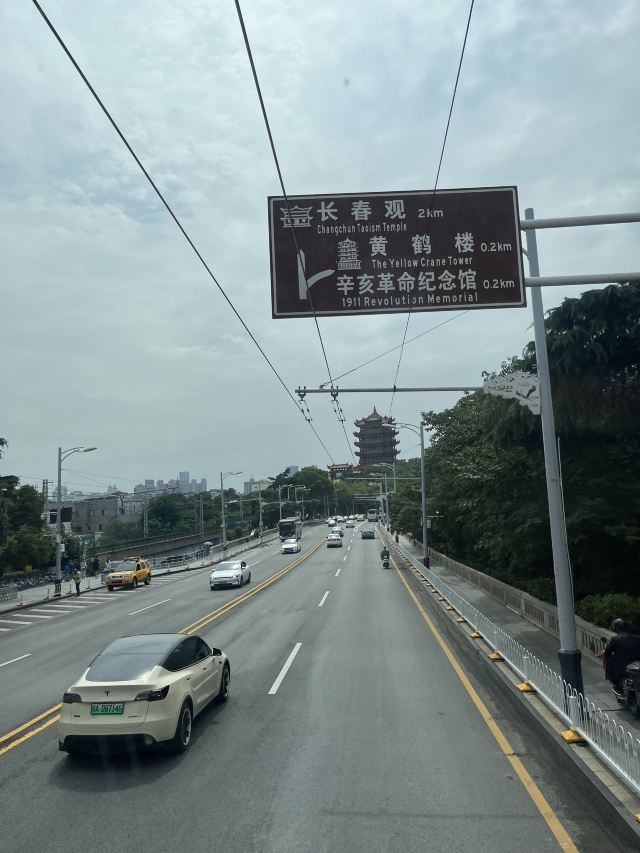 长春观 2km
Changchun Taoism Temple
黄鹤楼 0.2km
The Yellow Crane Tower
辛亥革命纪念馆 0.2km
1911 Revolution Memorial